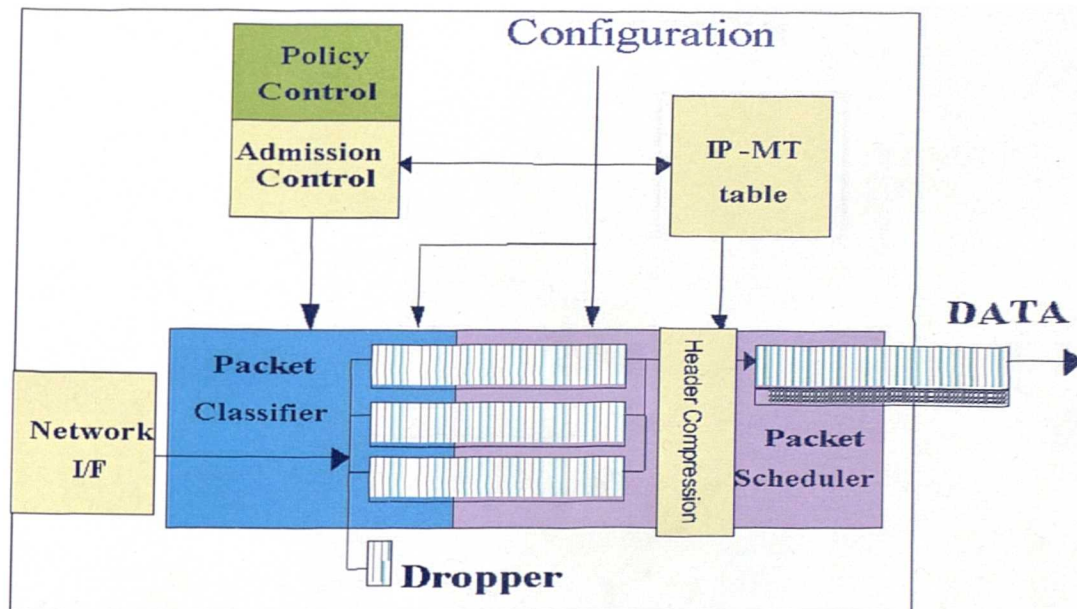 Configuration
Policy
Control
Admission
Control
IP -MT
table
DATA
Packet
Classifier
Header Compression
Packet
Scheduler
Network
I/F
Dropper